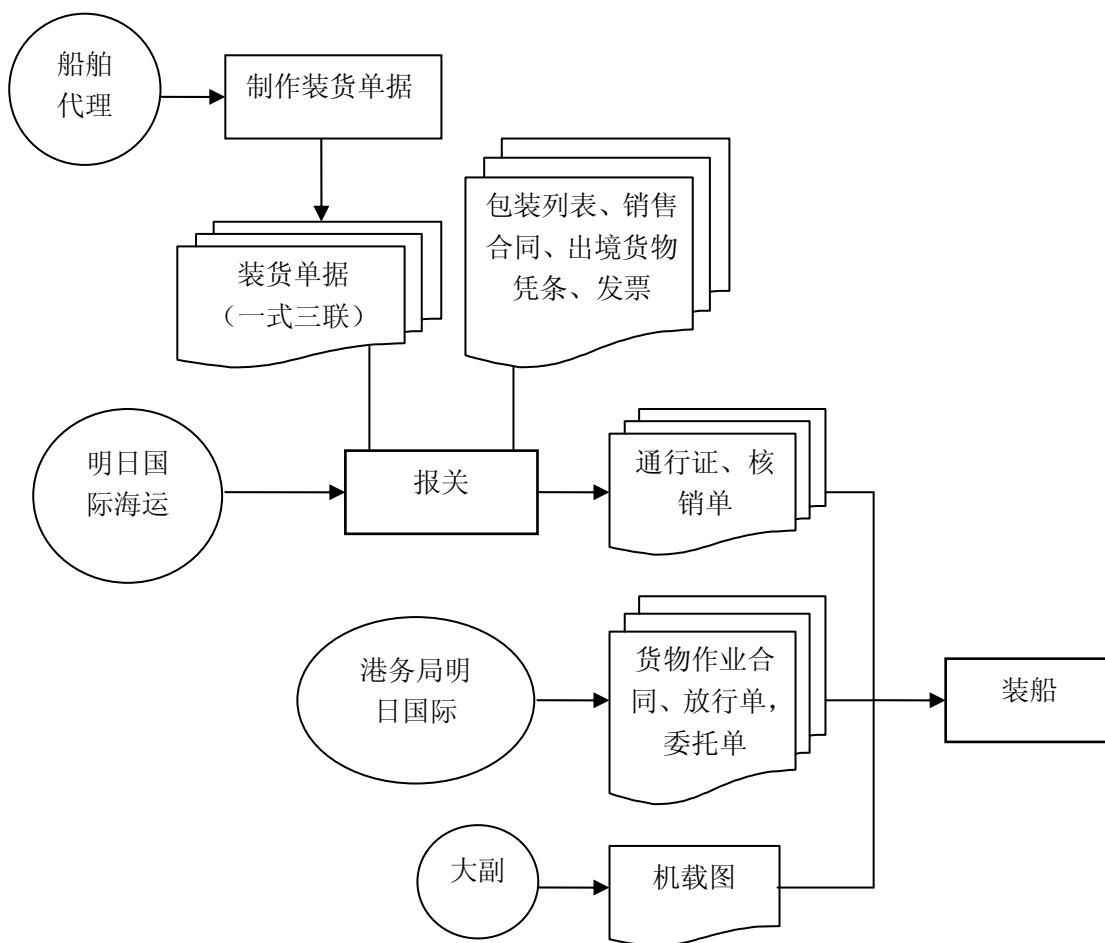 船舶
代理
制作装货单据
包装列表、销售
合同、出境货物
凭条、发票
装货单据
（一式三联）
明日国
际海运
报关
通行证、核
销单
港务局明
日国际
货物作业合
同、放行单，
委托单
装船
大副
机载图